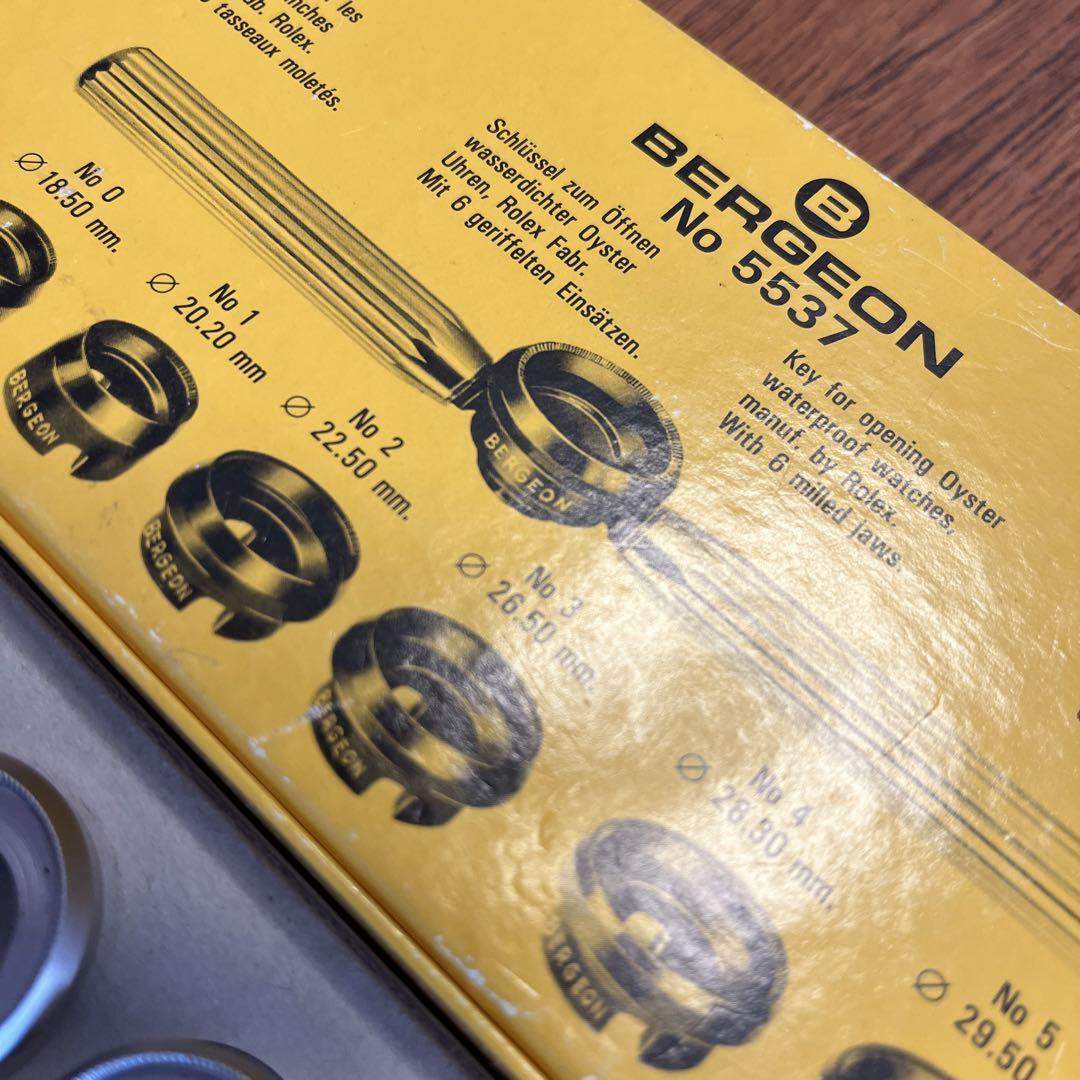 les
nches
ab. Rolex.
tasseaux moletés.
Schlüssel zum Öffnen
wasserdichter Oyster
Uhren, Rolex Fabr.
Mit 6 geriffelten Einsätzen.
B
BERGEON
No 5537
Key for opening Oyster
waterproof watches,
manuf. by Rolex.
With 6 milled jaws.
No 0
∅ 18.50 mm.
No 1
∅ 20.20 mm
No 2
∅ 22.50 mm.
No 3
∅ 26.50 mm.
No 4
∅ 28.30 mm.
No 5
∅ 29.50
BERGEON
BERGEON
BERGEON
BERGEON
BERGEON